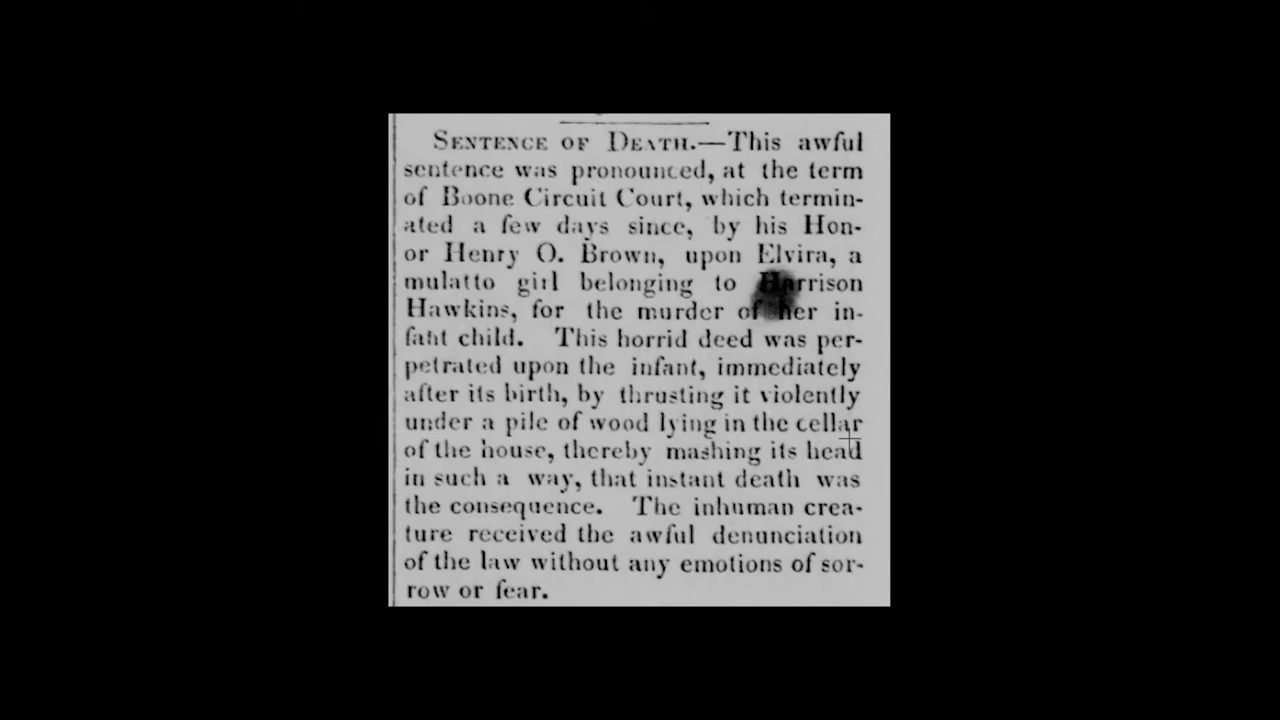 SENTENCE OF DEATH.—This awful
sentence was pronounced, at the term
of Boone Circuit Court, which termin-
ated a few days since, by his Hon-
or Henry O. Brown, upon Elvira, a
mulatto girl belonging to Harrison
Hawkins, for the murder of her in-
fant child. This horrid deed was per-
petrated upon the infant, immediately
after its birth, by thrusting it violently
under a pile of wood lying in the cellar
of the house, thereby mashing its head
in such a way, that instant death was
the consequence. The inhuman crea-
ture received the awful denunciation
of the law without any emotions of sor-
row or fear.